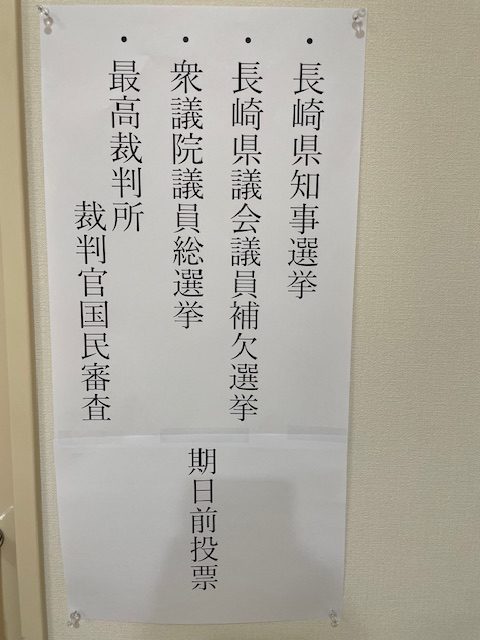 ・長崎県知事選挙
・長崎県議会議員補欠選挙
・衆議院議員総選挙
・最高裁判所
裁判官国民審査
期日前投票